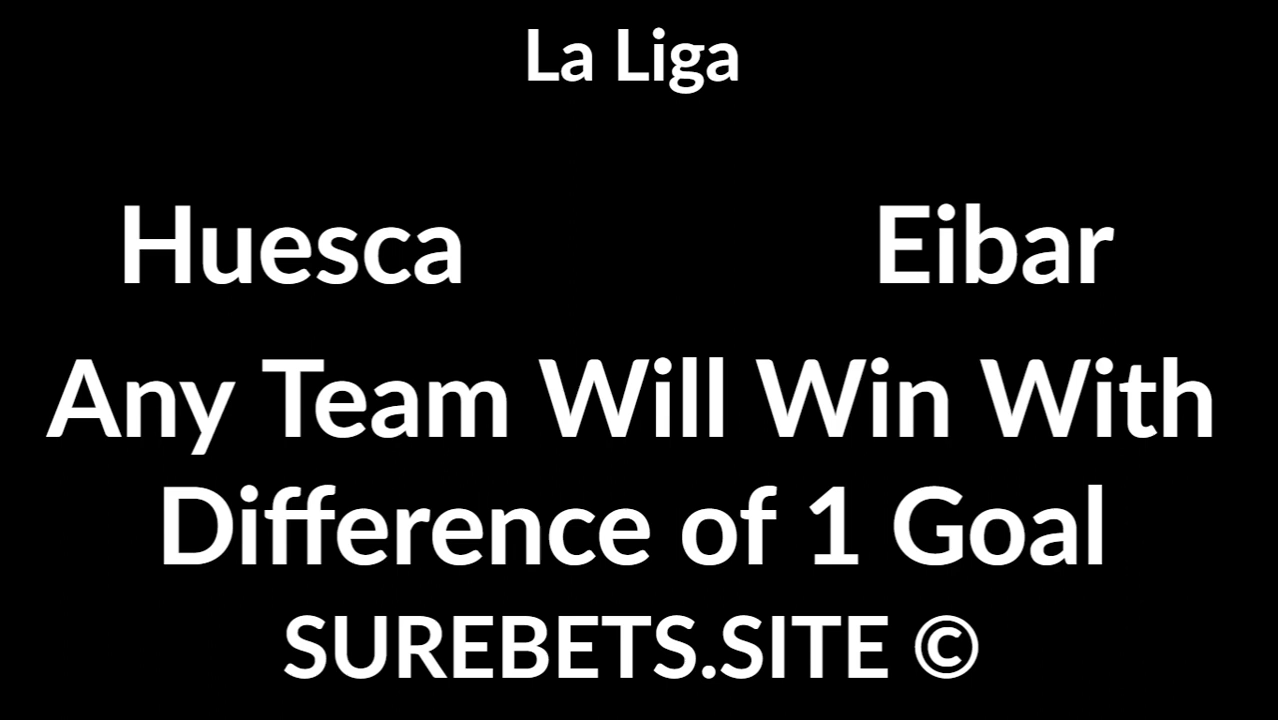 La Liga
Huesca Eibar
Any Team Will Win With
Difference of 1 Goal
SUREBETS.SITE ©